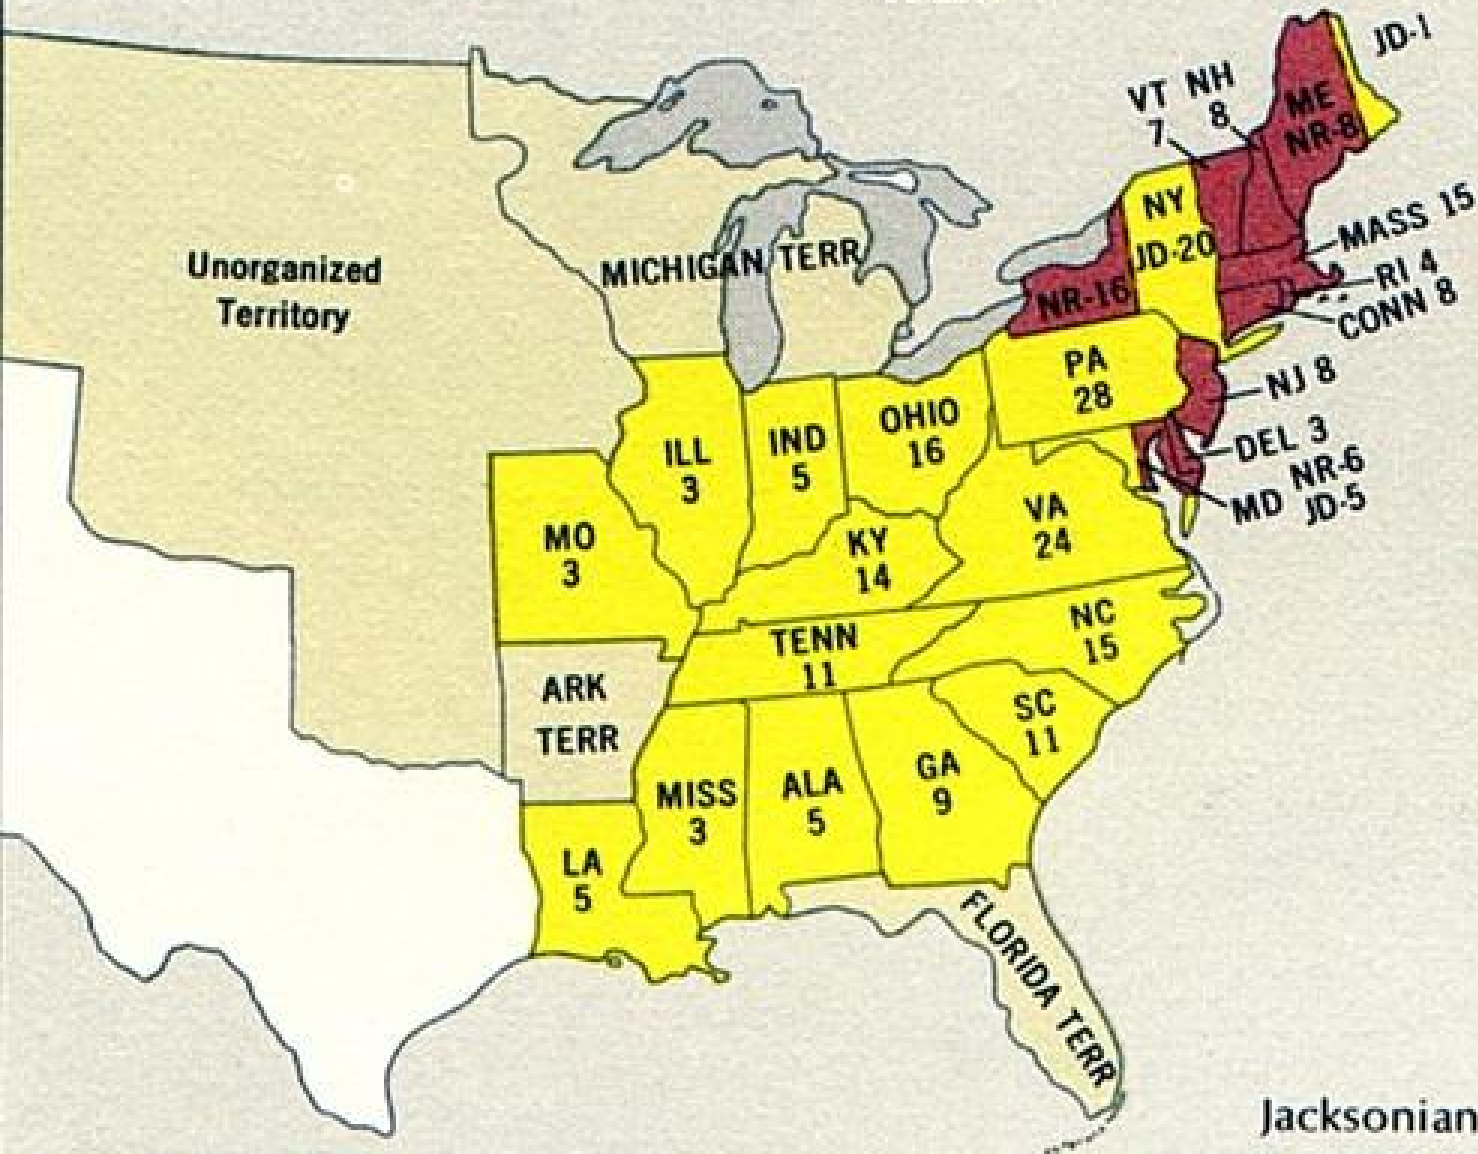 JD-1
VT NH
7 8
ME
NR-8
NY
JD-20
MASS 15
RI 4
CONN 8
NR-16
Unorganized
Territory
MICHIGAN TERR
PA
28
NJ 8
DEL 3
MD NR-6
JD-5
OHIO
16
IND
5
ILL
3
VA
24
MO
3
KY
14
NC
15
TENN
11
ARK
TERR
SC
11
GA
9
ALA
5
MISS
3
LA
5
FLORIDA TERR
Jacksonian